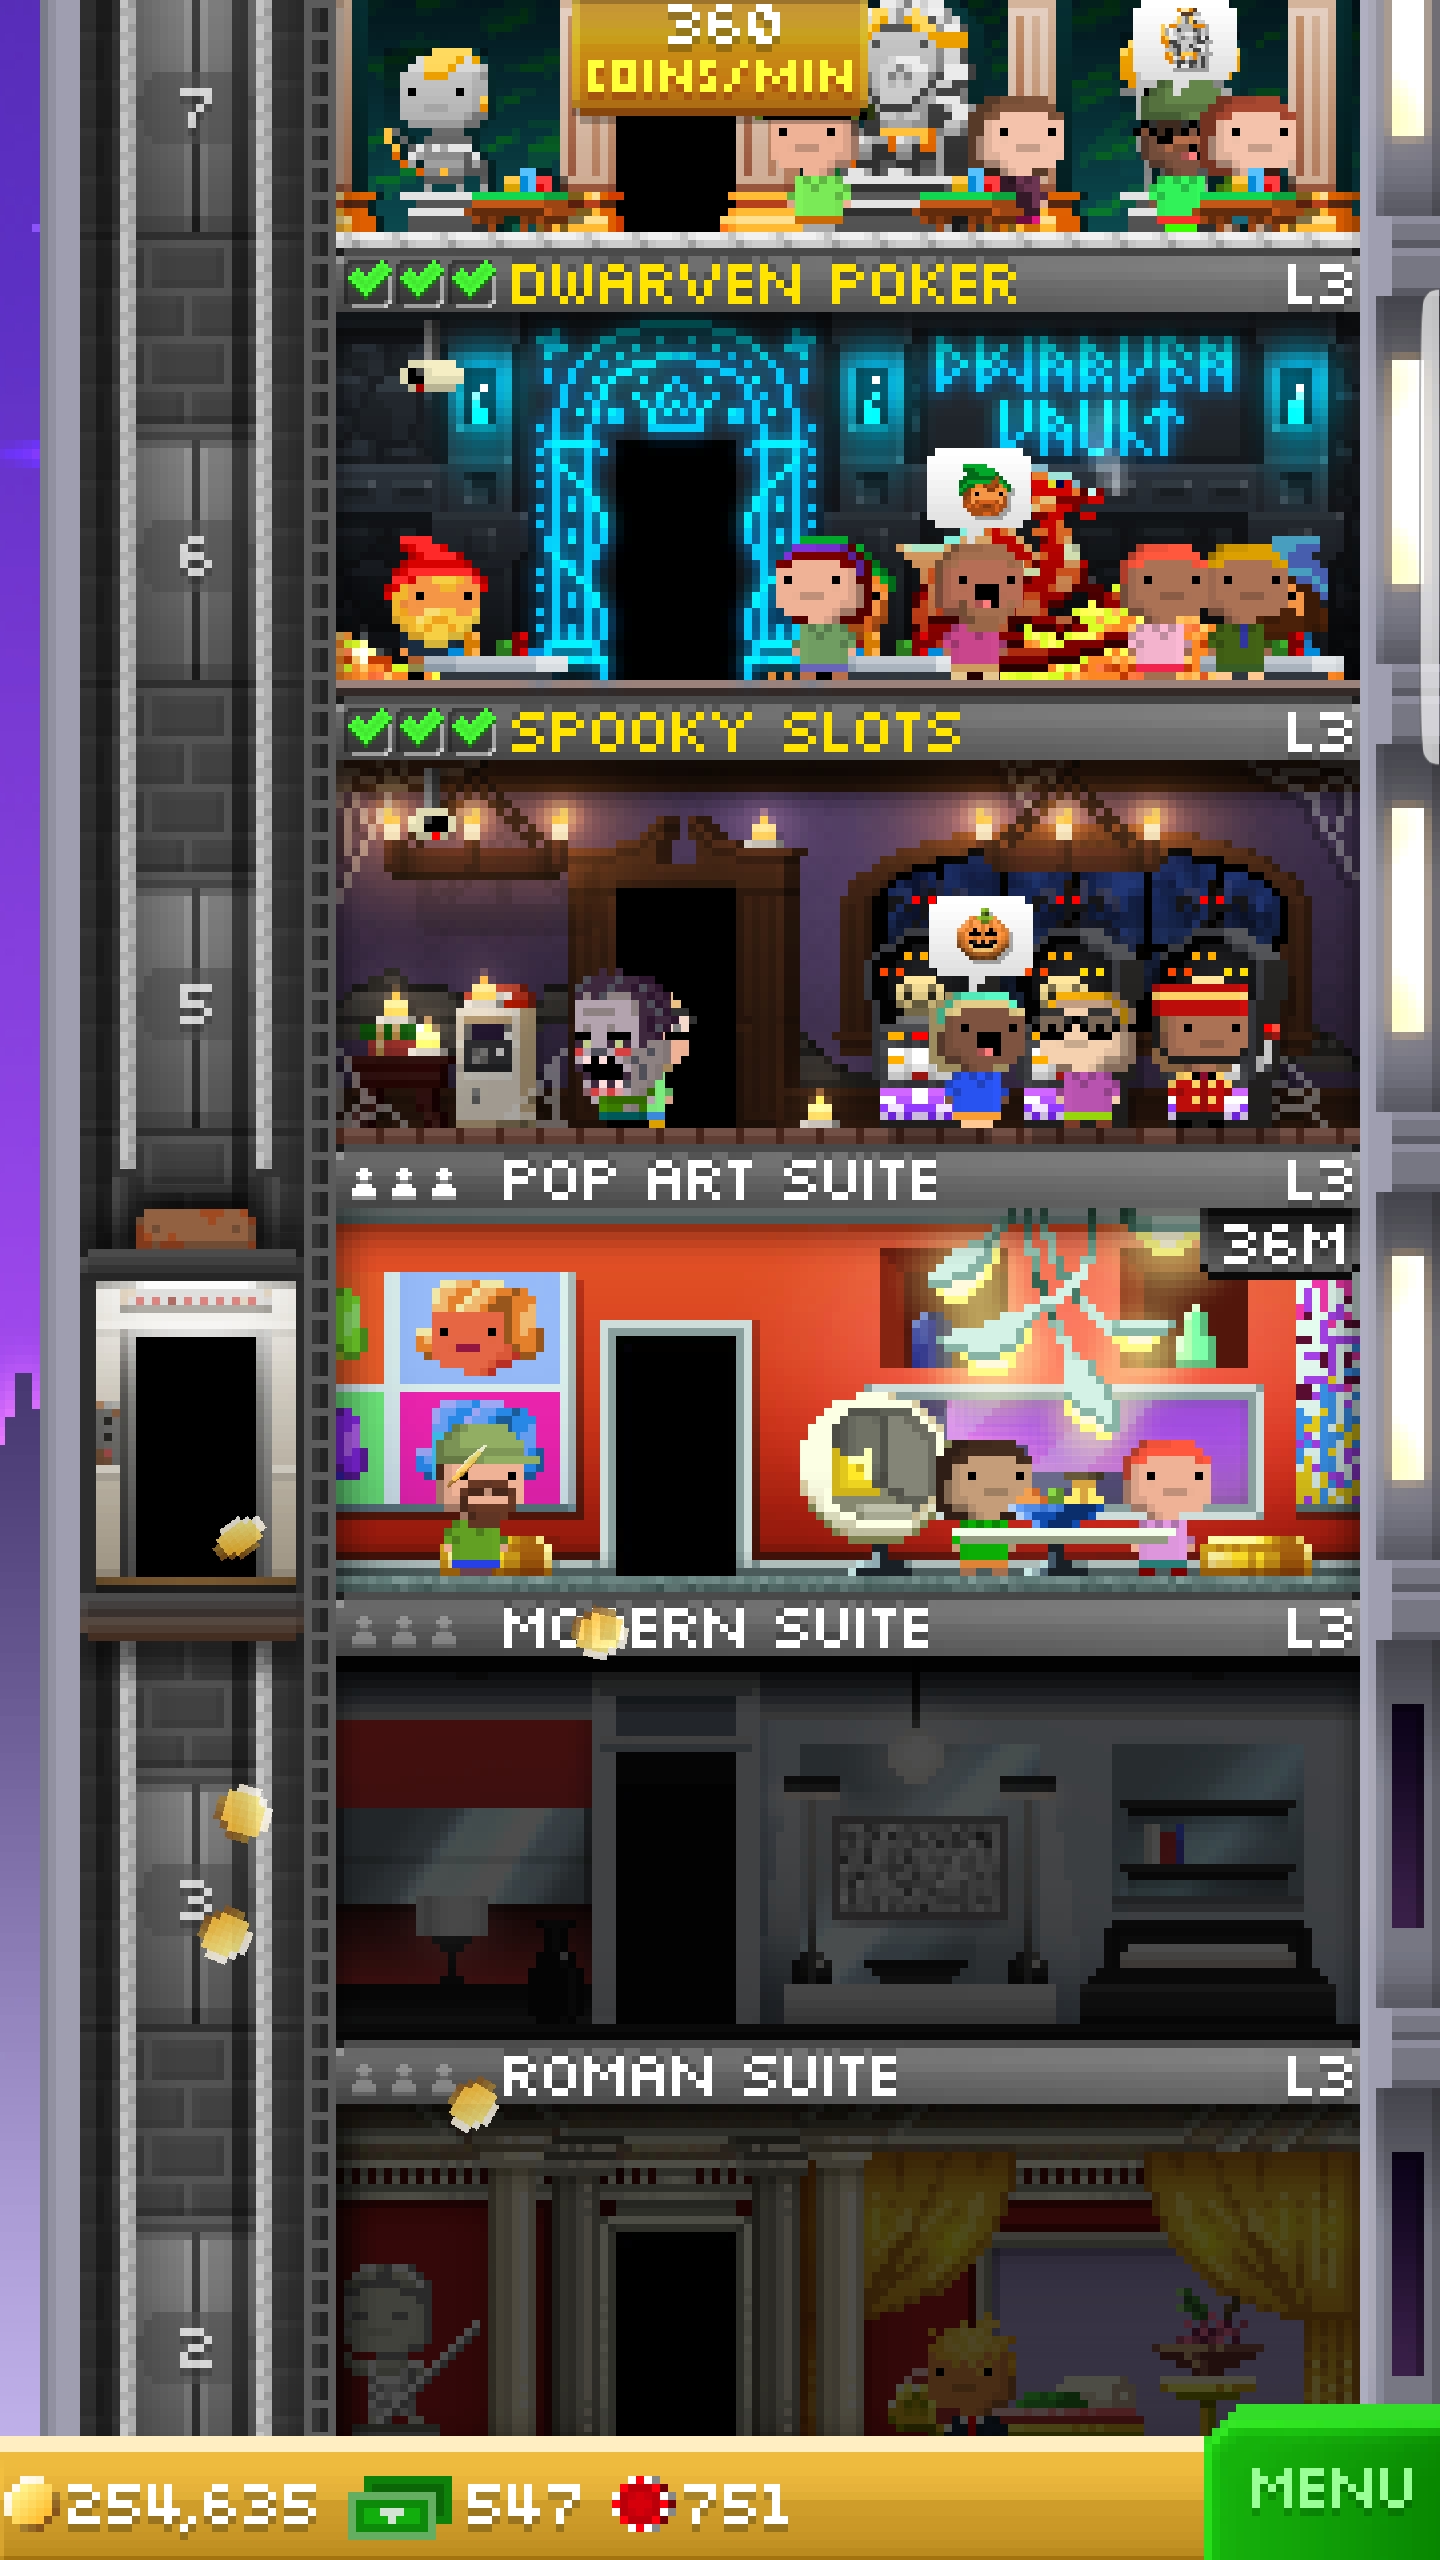 360
COINS/MIN
7
DWARVEN POKER L3
DWARVEN
VAULT
6
SPOOKY SLOTS L3
5
POP ART SUITE L3
36M
MODERN SUITE L3
3
ROMAN SUITE L3
2
254,635 547 751
MENU